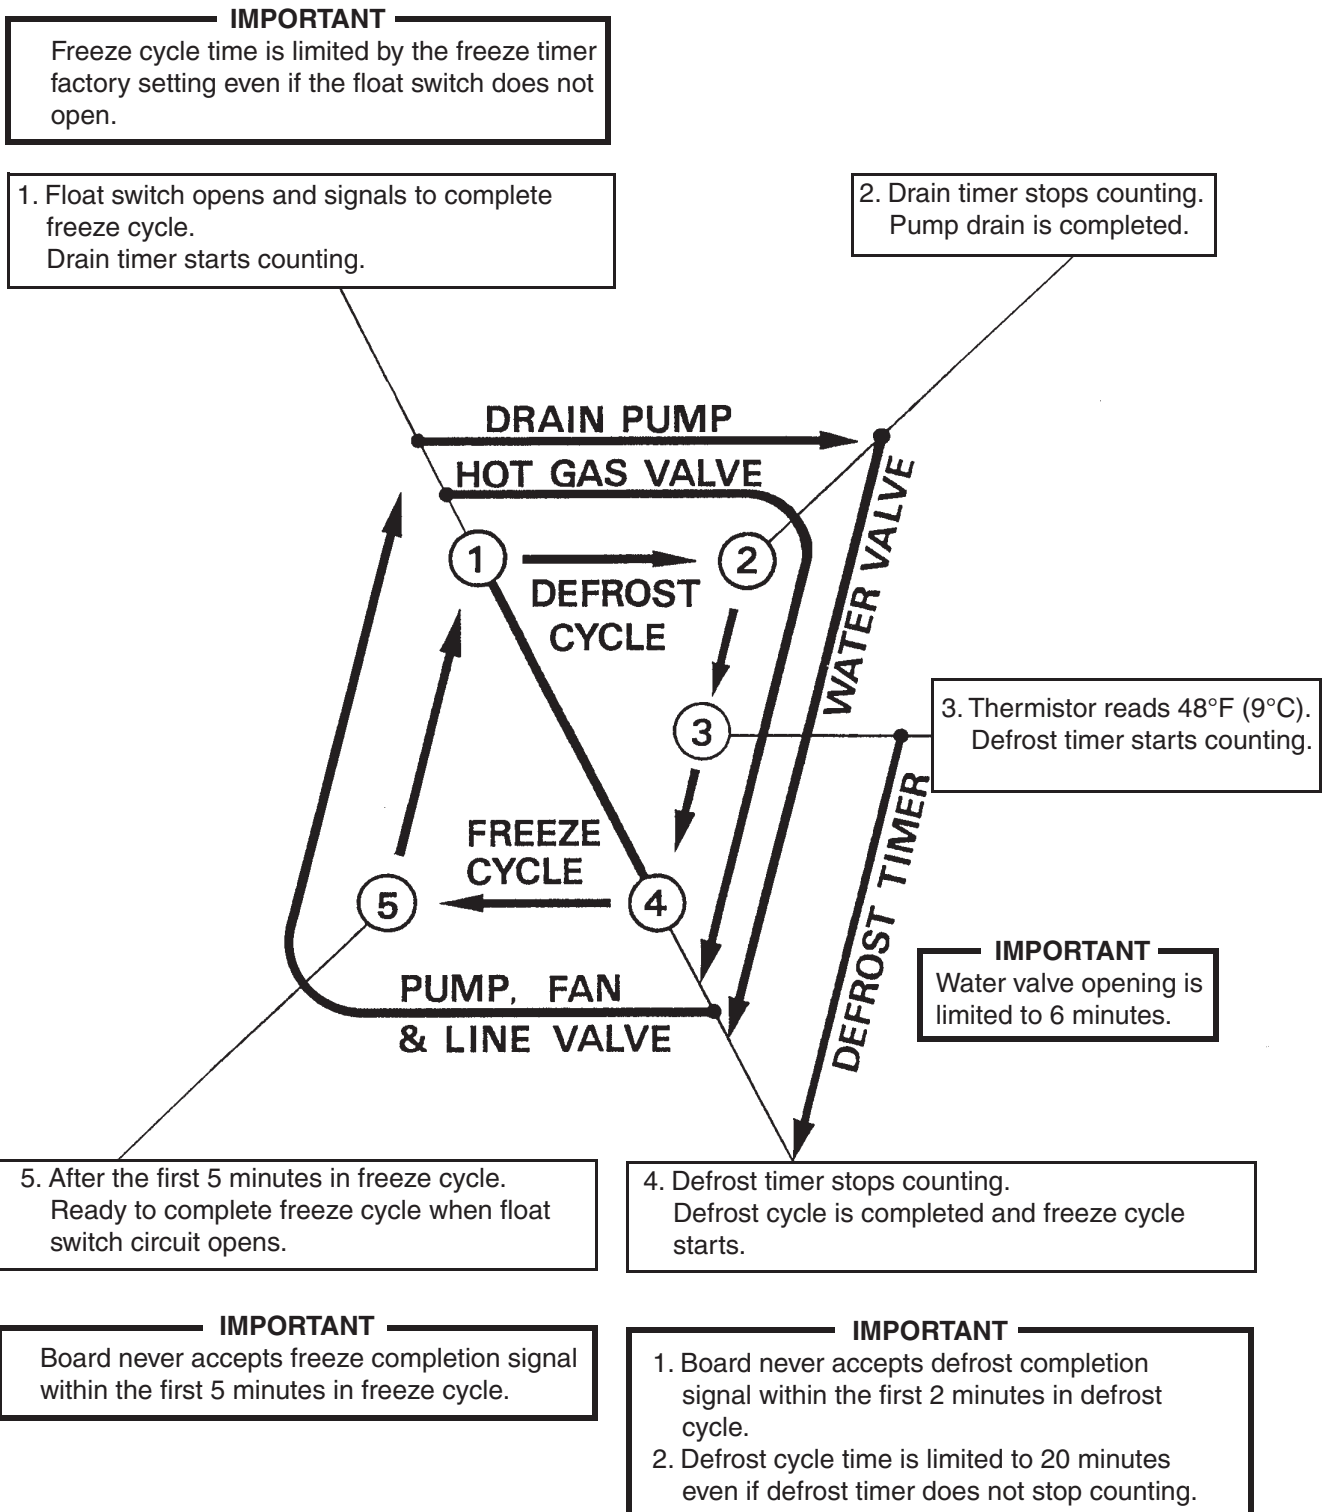 IMPORTANT
Freeze cycle time is limited by the freeze timer
factory setting even if the float switch does not
open.
1. Float switch opens and signals to complete
freeze cycle.
Drain timer starts counting.
2. Drain timer stops counting.
Pump drain is completed.
DRAIN PUMP
HOT GAS VALVE
WATER VALVE
1
2
DEFROST
CYCLE
3
3. Thermistor reads 48°F (9°C).
Defrost timer starts counting.
DEFROST TIMER
FREEZE
CYCLE
5
4
PUMP, FAN
& LINE VALVE
IMPORTANT
Water valve opening is
limited to 6 minutes.
5. After the first 5 minutes in freeze cycle.
Ready to complete freeze cycle when float
switch circuit opens.
4. Defrost timer stops counting.
Defrost cycle is completed and freeze cycle
starts.
IMPORTANT
Board never accepts freeze completion signal
within the first 5 minutes in freeze cycle.
IMPORTANT
1. Board never accepts defrost completion
signal within the first 2 minutes in defrost
cycle.
2. Defrost cycle time is limited to 20 minutes
even if defrost timer does not stop counting.